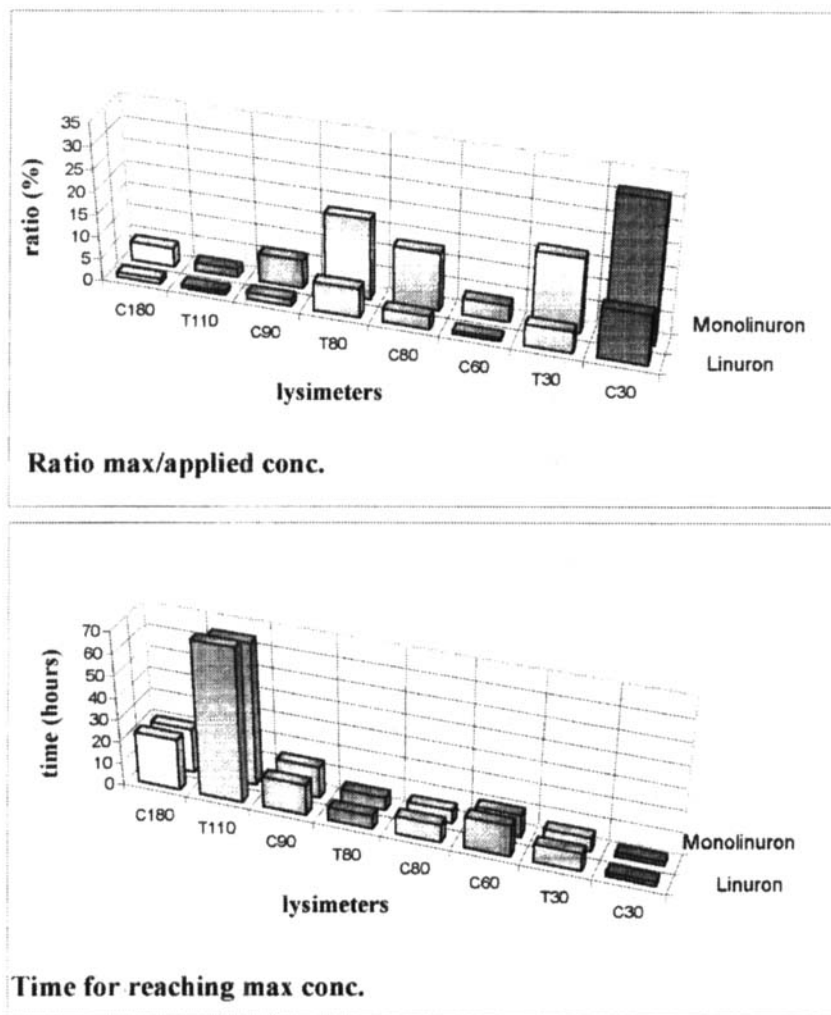 35
30
25
20
15
10
5
0
ratio (%)
C180
T110
C90
T80
C80
C60
T30
C30
Monolinuron
Linuron
lysimeters
Ratio max/applied conc.
70
60
50
40
30
20
10
0
time (hours)
C180
T110
C90
T80
C80
C60
T30
C30
Monolinuron
Linuron
lysimeters
Time for reaching max conc.